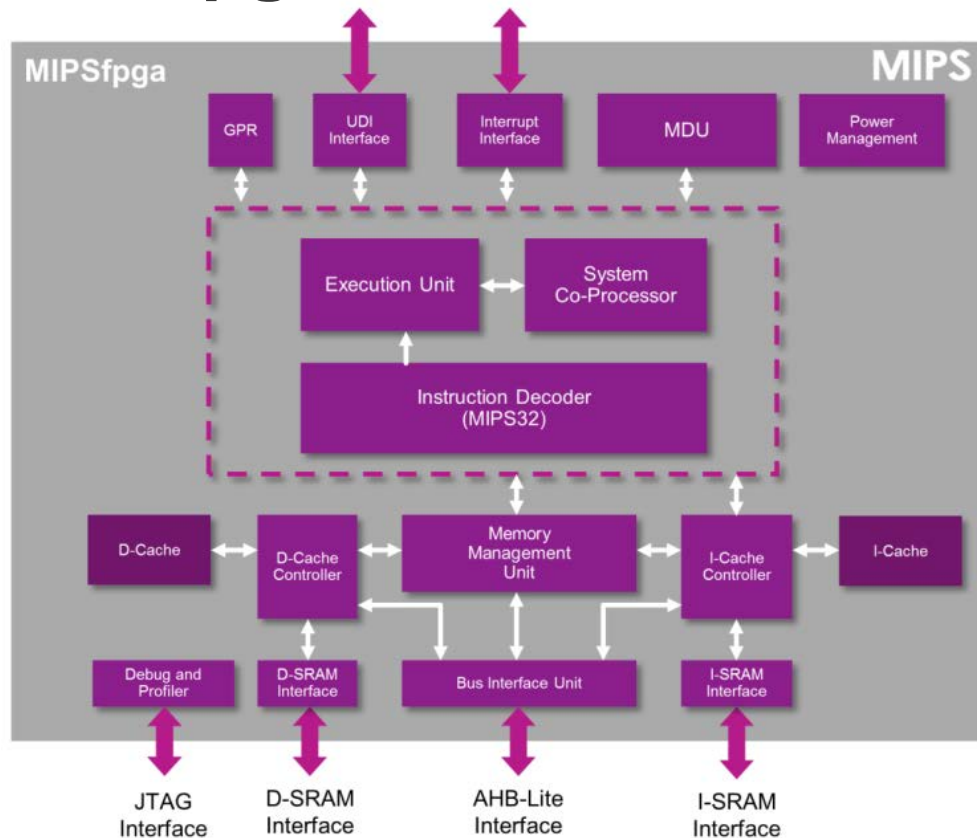 MIPSfpga
MIPS
GPR
UDI
Interface
Interrupt
Interface
MDU
Power
Management
Execution Unit
System
Co-Processor
Instruction Decoder
(MIPS32)
D-Cache
D-Cache
Controller
Memory
Management
Unit
I-Cache
Controller
I-Cache
Debug and
Profiler
D-SRAM
Interface
Bus Interface Unit
I-SRAM
Interface
JTAG
Interface
D-SRAM
Interface
AHB-Lite
Interface
I-SRAM
Interface